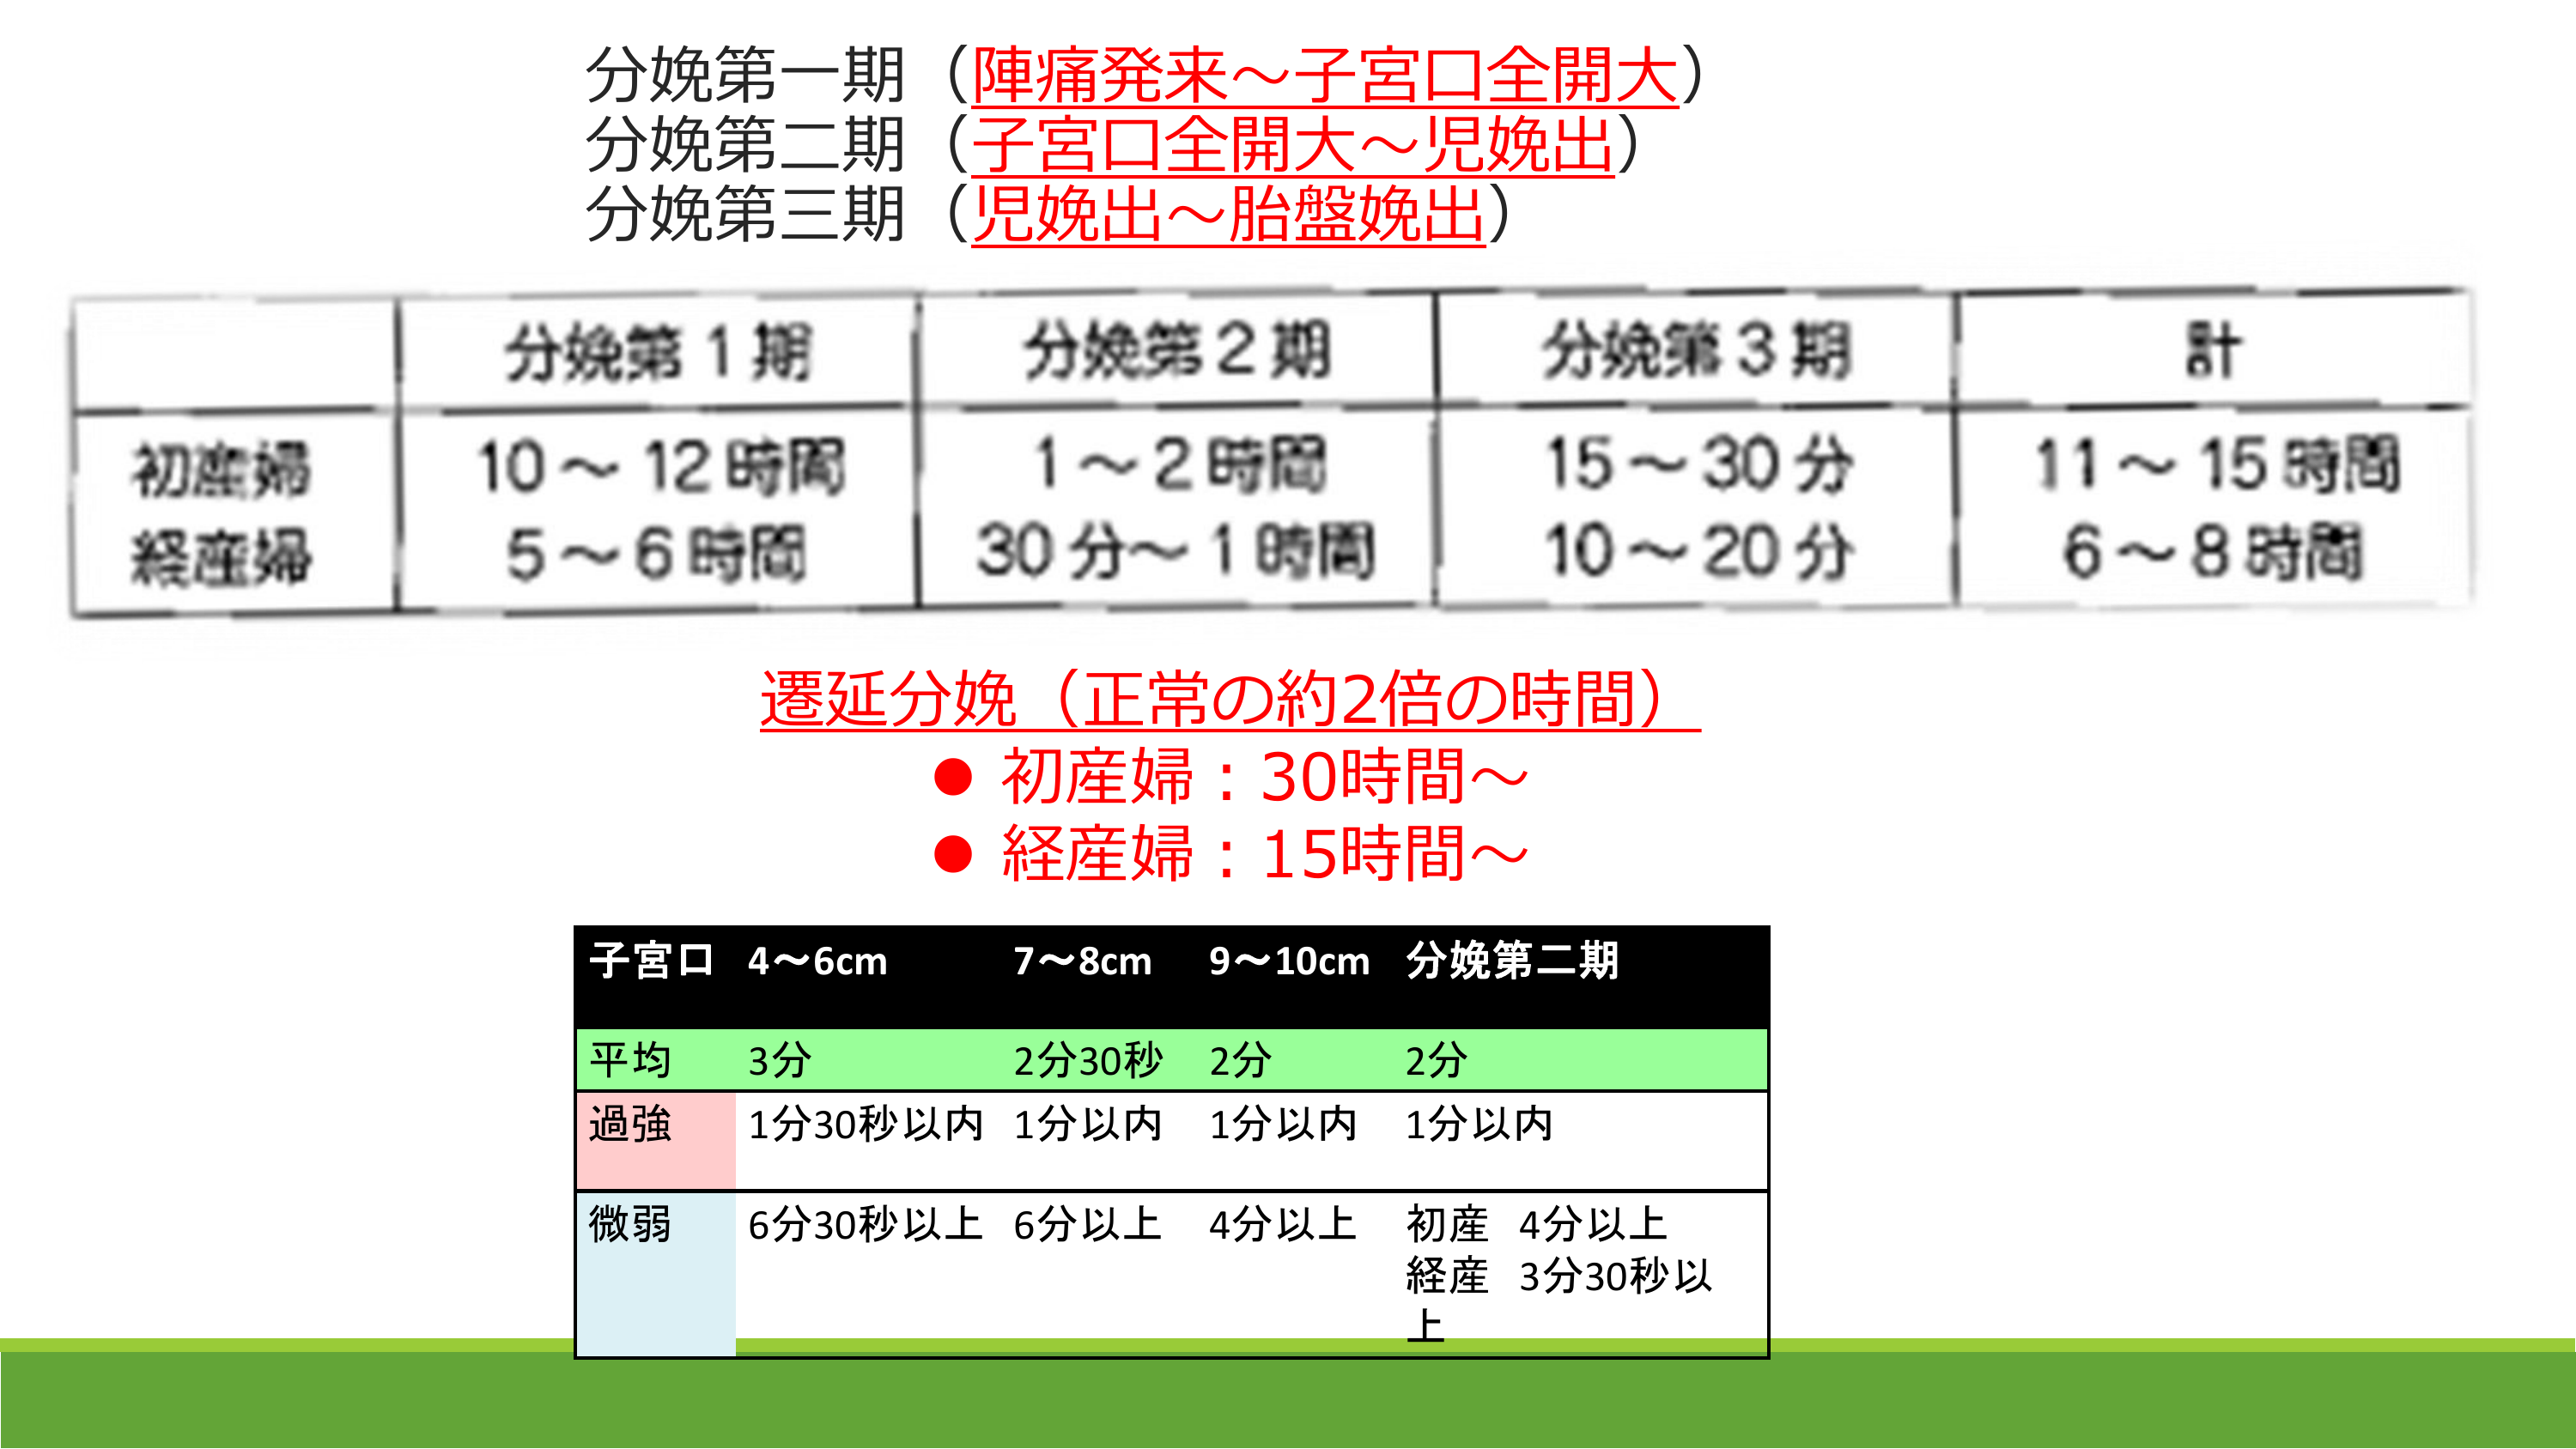 分娩第一期（陣痛発来～子宮口全開大）
分娩第二期（子宮口全開大～児娩出）
分娩第三期（児娩出～胎盤娩出）
分娩第1期 分娩第2期 分娩第3期 計
初産婦 10～12時間 1～2時間 15～30分 11～15時間
経産婦 5～6時間 30分～1時間 10～20分 6～8時間
遷延分娩（正常の約2倍の時間）
● 初産婦：30時間～
● 経産婦：15時間～
子宮口 4～6cm 7～8cm 9～10cm 分娩第二期
平均 3分 2分30秒 2分 2分
過強 1分30秒以内 1分以内 1分以内 1分以内
微弱 6分30秒以上 6分以上 4分以上 初産 4分以上
経産 3分30秒以
上